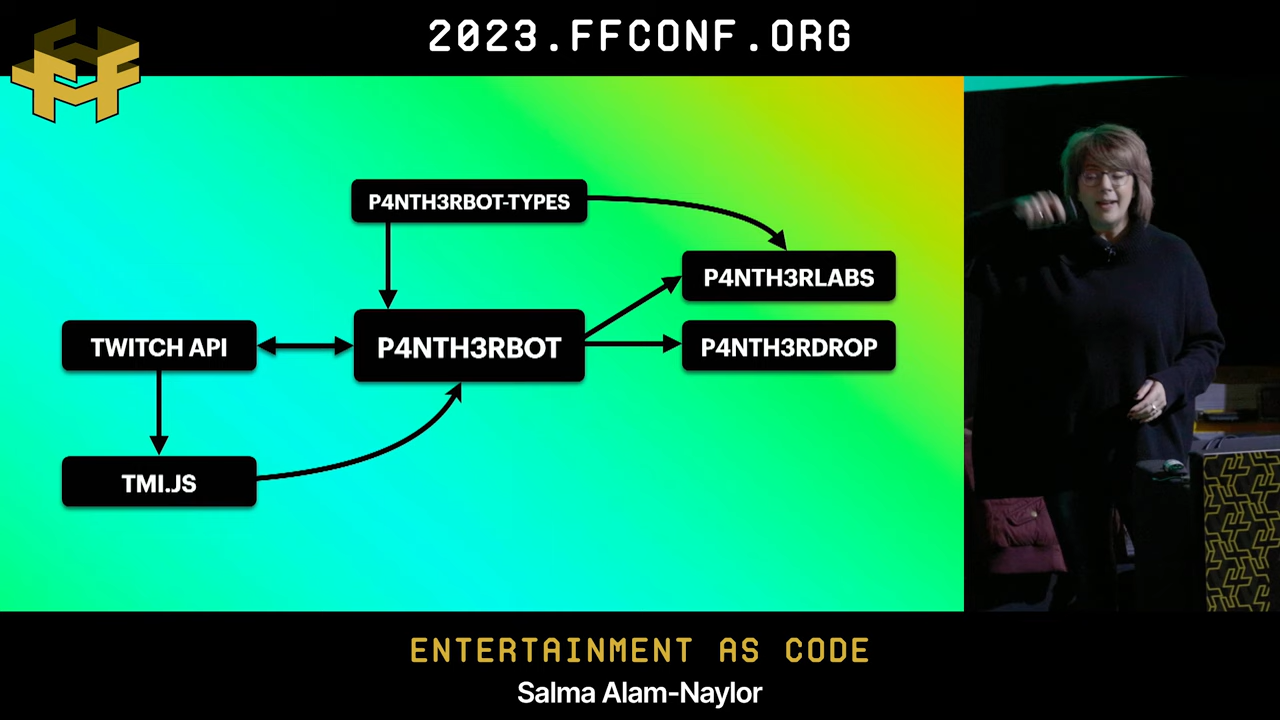 2023.FFCONF.ORG
P4NTH3RBOT-TYPES
P4NTH3RLABS
TWITCH API
P4NTH3RBOT
P4NTH3RDROP
TMI.JS
ENTERTAINMENT AS CODE
Salma Alam-Naylor